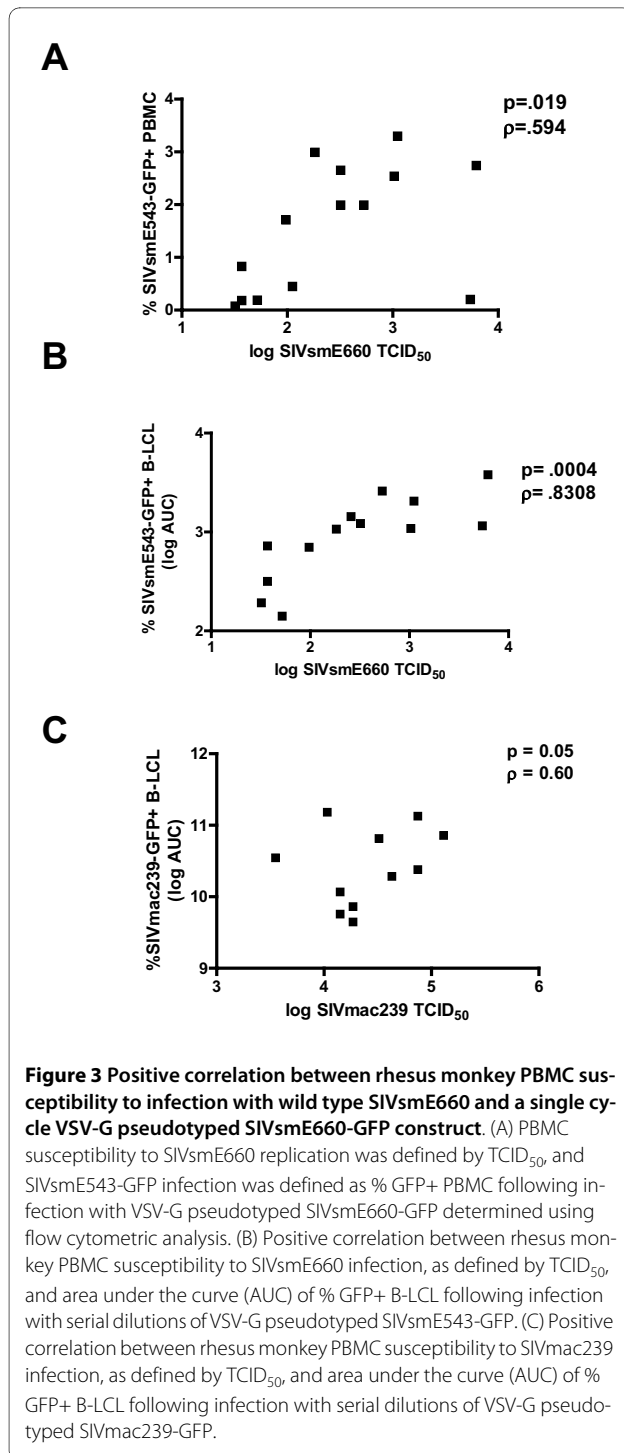 A
p=.019
ρ=.594
% SIVsmE543-GFP+ PBMC
4
3
2
1
0
1 2 3 4
log SIVsmE660 TCID₅₀
B
p= .0004
ρ= .8308
% SIVsmE543-GFP+ B-LCL
(log AUC)
4
3
2
1 2 3 4
log SIVsmE660 TCID₅₀
C
p = 0.05
ρ = 0.60
%SIVmac239-GFP+ B-LCL
(log AUC)
12
11
10
9
3 4 5 6
log SIVmac239 TCID₅₀
Figure 3 Positive correlation between rhesus monkey PBMC sus-
ceptibility to infection with wild type SIVsmE660 and a single cy-
cle VSV-G pseudotyped SIVsmE660-GFP construct. (A) PBMC
susceptibility to SIVsmE660 replication was defined by TCID₅₀, and
SIVsmE543-GFP infection was defined as % GFP+ PBMC following in-
fection with VSV-G pseudotyped SIVsmE660-GFP determined using
flow cytometric analysis. (B) Positive correlation between rhesus mon-
key PBMC susceptibility to SIVsmE660 infection, as defined by TCID₅₀,
and area under the curve (AUC) of % GFP+ B-LCL following infection
with serial dilutions of VSV-G pseudotyped SIVsmE543-GFP. (C) Positive
correlation between rhesus monkey PBMC susceptibility to SIVmac239
infection, as defined by TCID₅₀, and area under the curve (AUC) of %
GFP+ B-LCL following infection with serial dilutions of VSV-G pseudo-
typed SIVmac239-GFP.